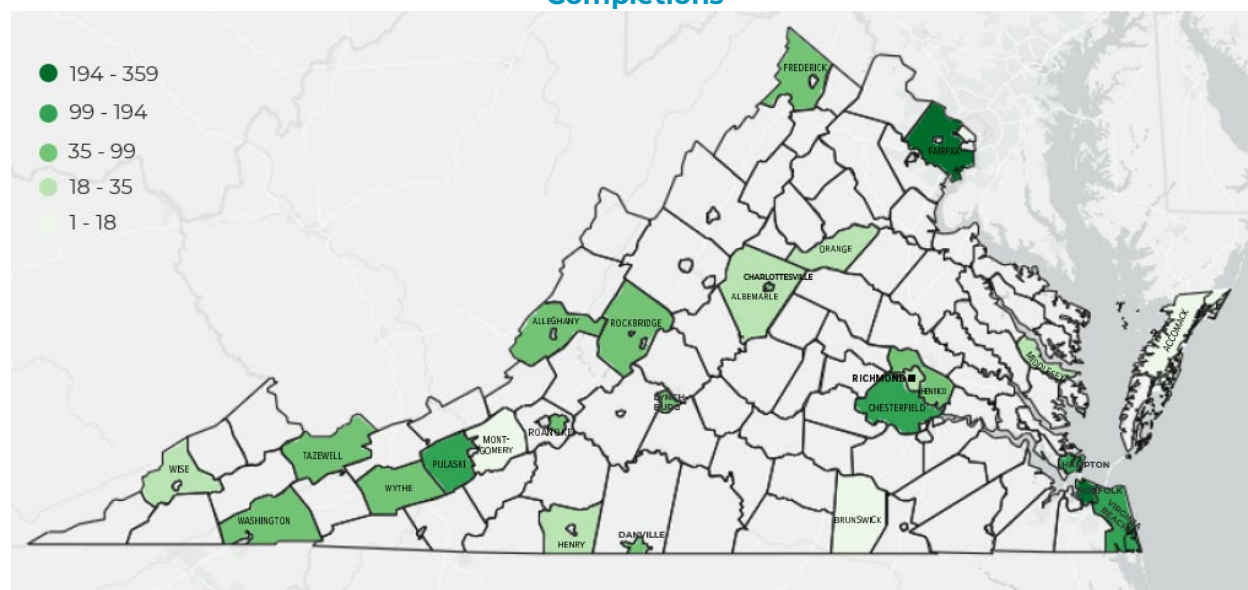 Completions
194 - 359
99 - 194
35 - 99
18 - 35
1 - 18
FREDERICK
FAIRFAX
ORANGE
CHARLOTTESVILLE
ALBEMARLE
ALLEGHANY
ROCKBRIDGE
ACCOMACK
MIDDLESEX
RICHMOND
HENRICO
CHESTERFIELD
LYNCH-
BURG
ROANOKE
MONT-
GOMERY
PULASKI
TAZEWELL
WISE
WYTHE
WASHINGTON
HAMPTON
NORFOLK
VIRGINIA
BEACH
BRUNSWICK
DANVILLE
HENRY